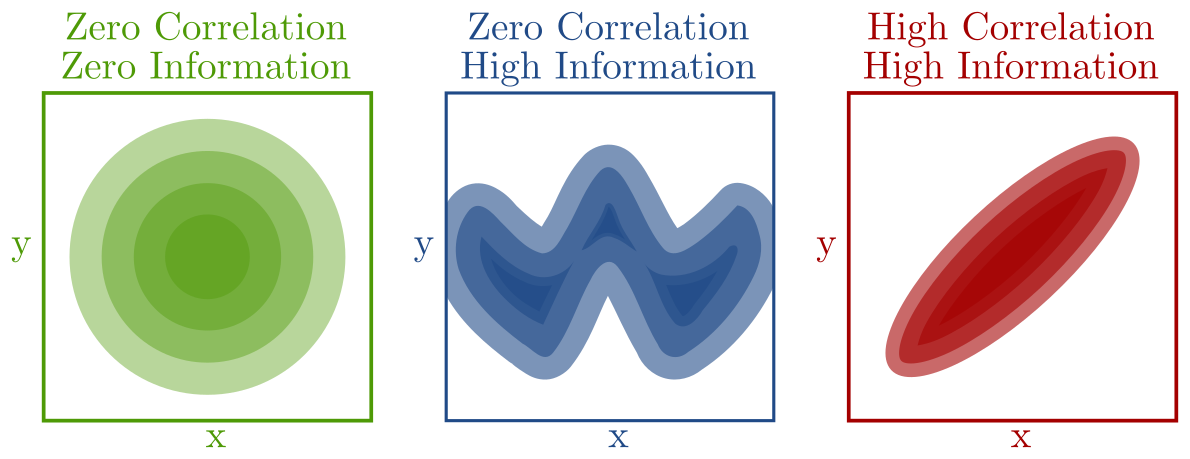 Zero Correlation
Zero Information
y
x
Zero Correlation
High Information
y
x
High Correlation
High Information
y
x